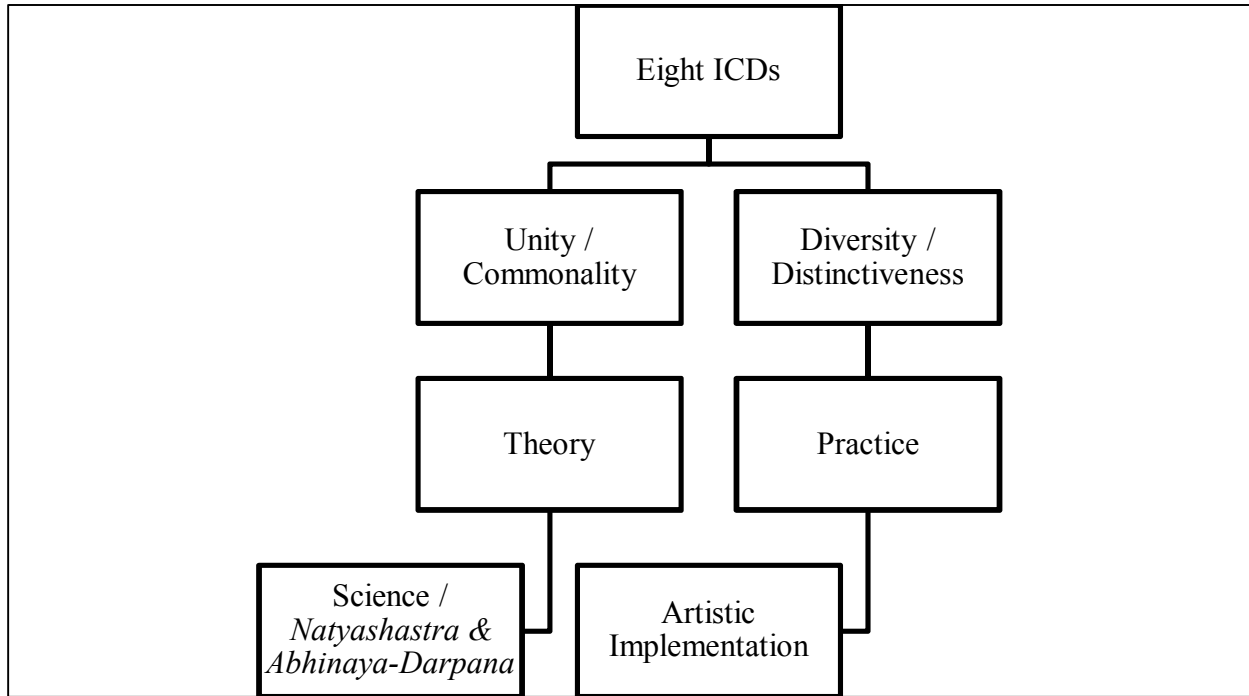 Eight ICDs
Unity /
Commonality
Diversity /
Distinctiveness
Theory
Practice
Science /
Natyashastra &
Abhinaya-Darpana
Artistic
Implementation